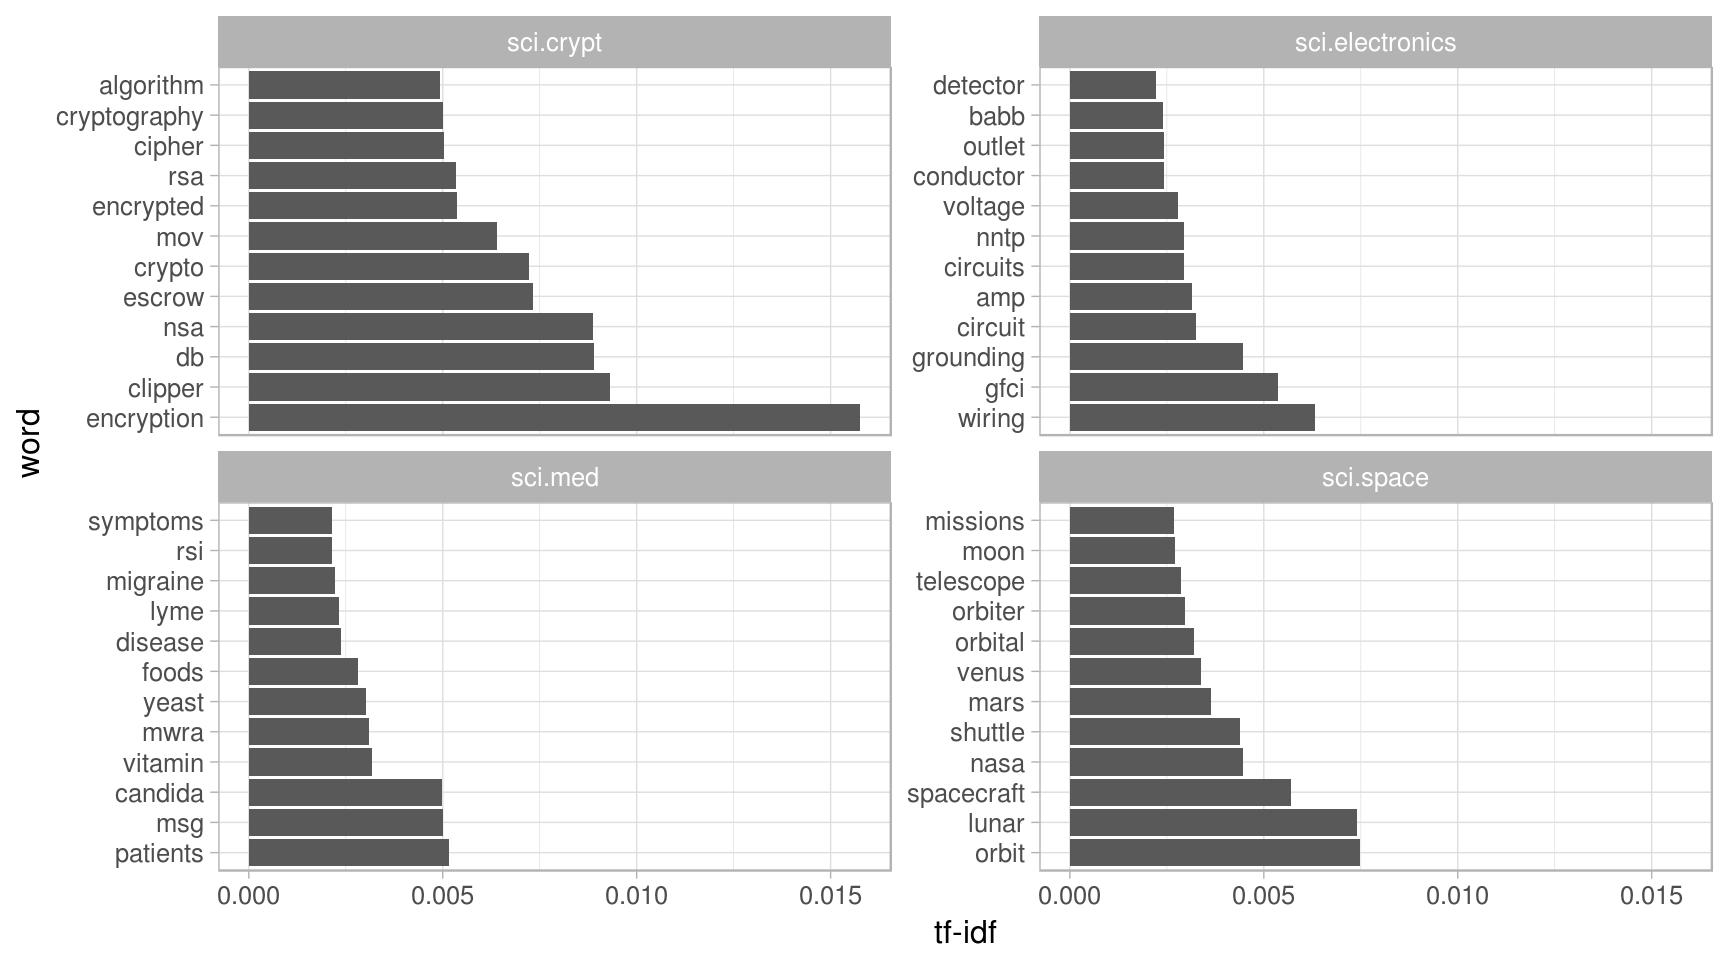 sci.crypt
algorithm
cryptography
cipher
rsa
encrypted
mov
crypto
escrow
nsa
db
clipper
encryption
sci.electronics
detector
babb
outlet
conductor
voltage
nntp
circuits
amp
circuit
grounding
gfci
wiring
sci.med
symptoms
rsi
migraine
lyme
disease
foods
yeast
mwra
vitamin
candida
msg
patients
0.000 0.005 0.010 0.015
sci.space
missions
moon
telescope
orbiter
orbital
venus
mars
shuttle
nasa
spacecraft
lunar
orbit
0.000 0.005 0.010 0.015
word
tf-idf